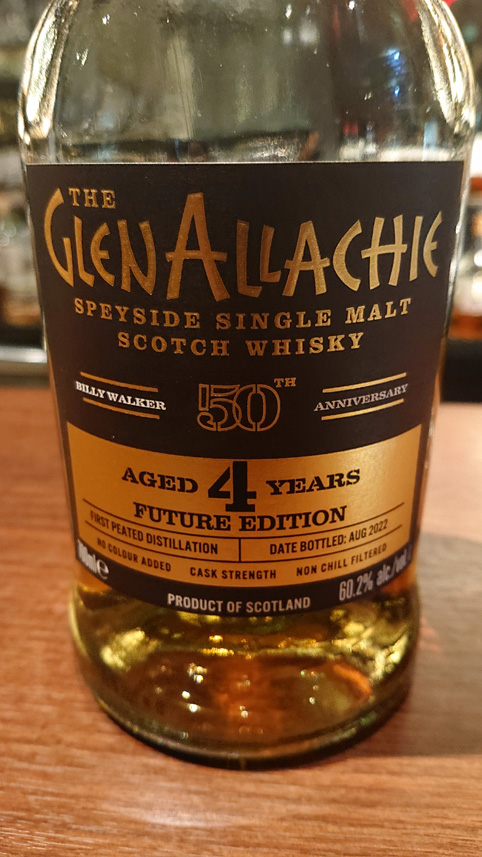 THE
GLENALLACHIE
SPEYSIDE SINGLE MALT
SCOTCH WHISKY
BILLY WALKER 50TH ANNIVERSARY
AGED 4 YEARS
FUTURE EDITION
FIRST PEATED DISTILLATION DATE BOTTLED: AUG 2022
NO COLOUR ADDED CASK STRENGTH NON CHILL FILTERED
60.2% alc./vol
PRODUCT OF SCOTLAND